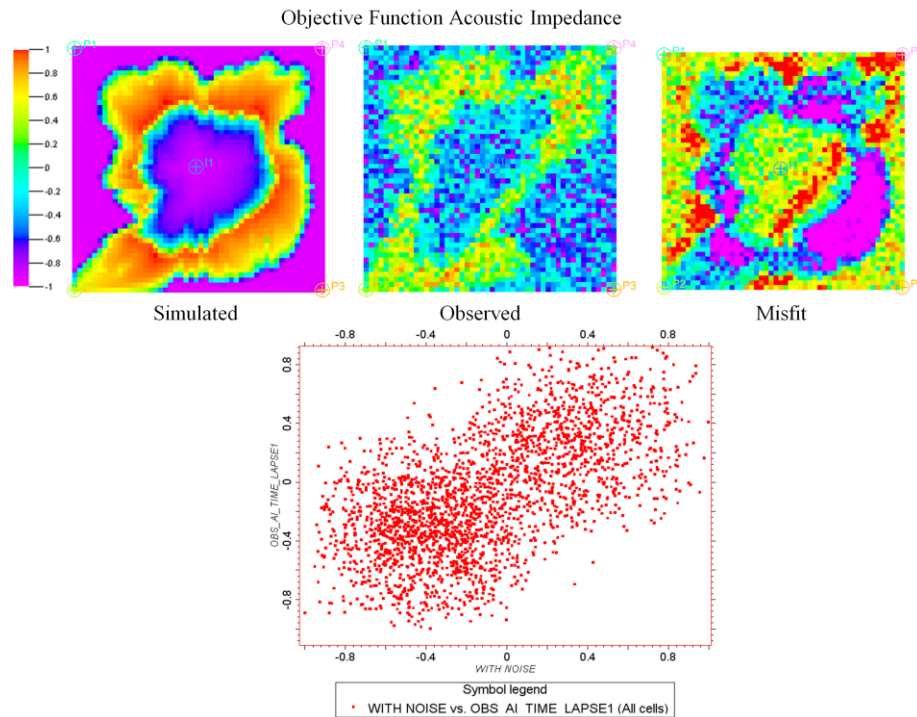 Objective Function Acoustic Impedance
P1 P4 P1 P4 P1 P
1
0.8
0.6
0.4
0.2
0
-0.2
-0.4
-0.6
-0.8
-1
I1 I1
P3 P3 P2 P
Simulated Observed Misfit
-0.8 -0.4 0 0.4 0.8
0.8
0.4
0
-0.4
-0.8
OBS_AI_TIME_LAPSE1
-0.8 -0.4 0 0.4 0.8
WITH NOISE
Symbol legend
WITH NOISE vs. OBS_AI_TIME_LAPSE1 (All cells)